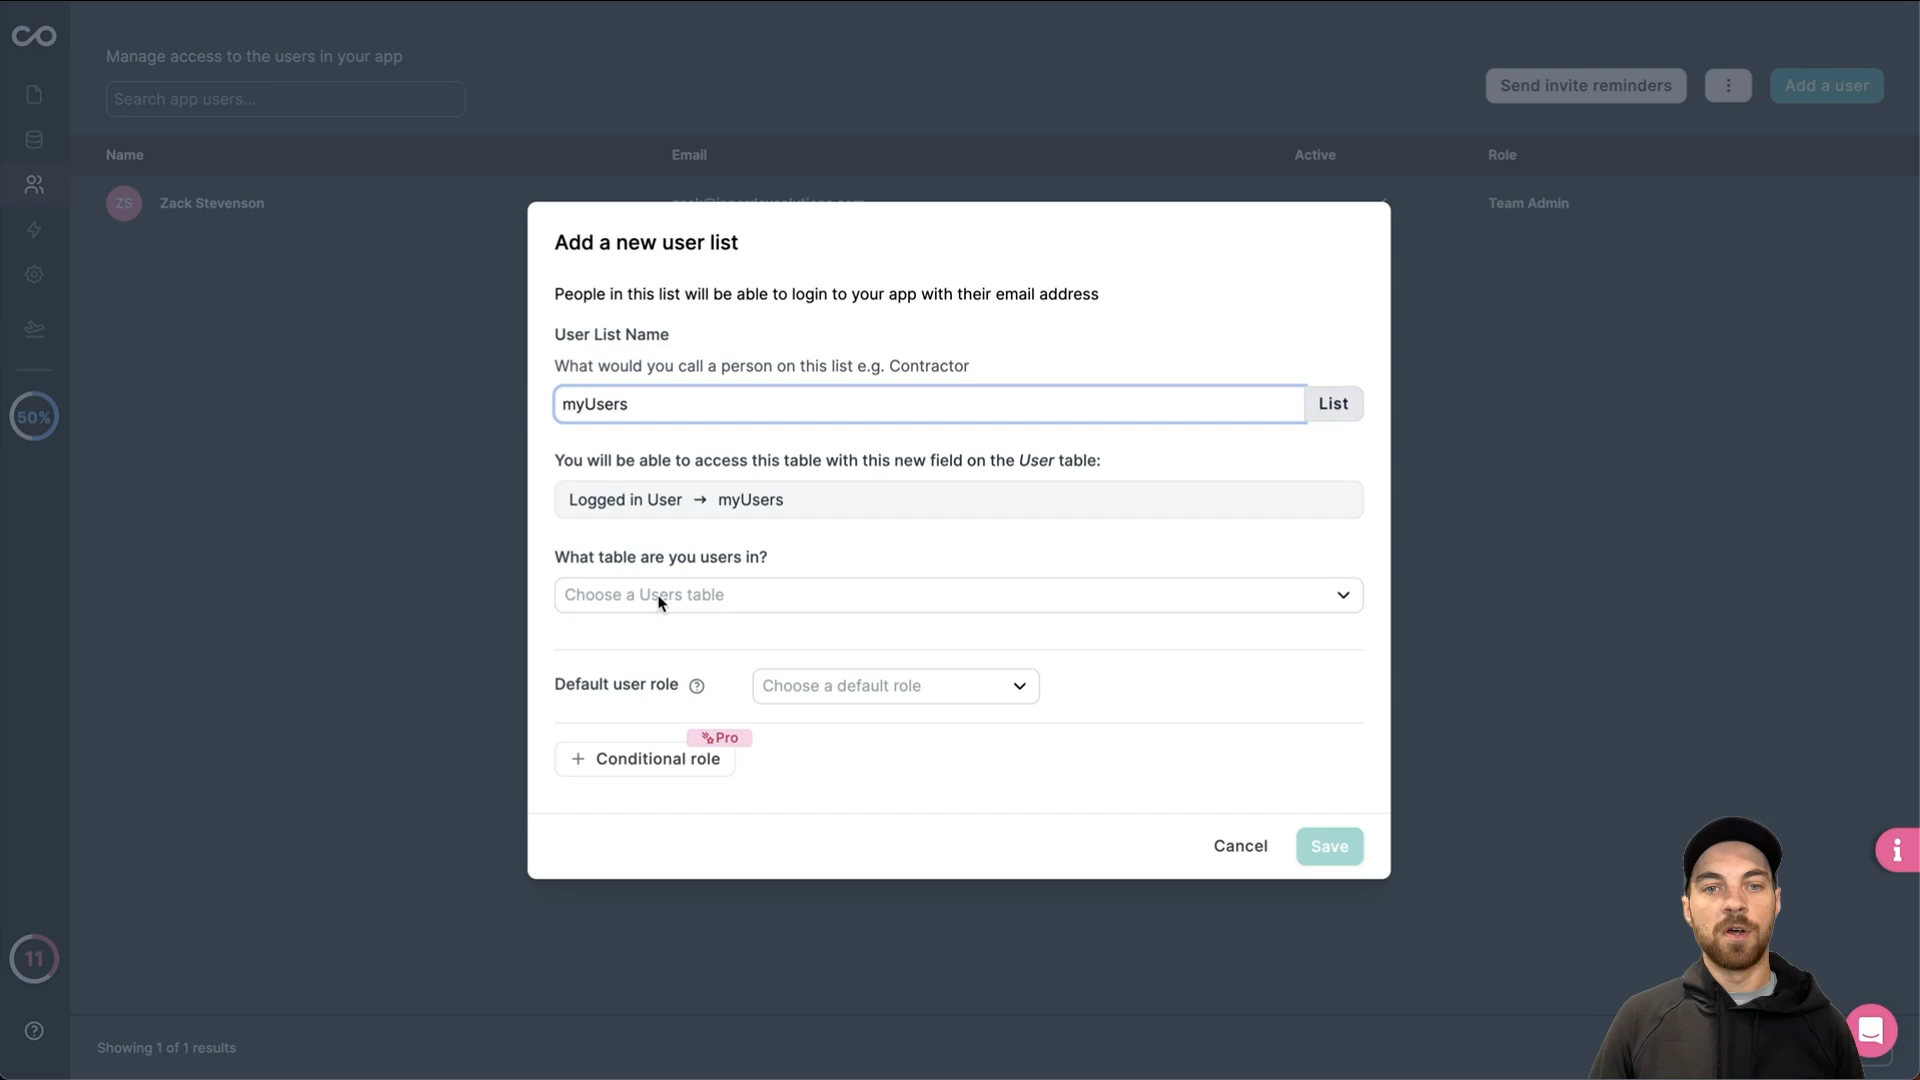 Manage access to the users in your app
Search app users...
Send invite reminders
Add a user
Name Email Active Role
ZS Zack Stevenson Team Admin
Add a new user list
People in this list will be able to login to your app with their email address
User List Name
What would you call a person on this list e.g. Contractor
myUsers List
You will be able to access this table with this new field on the User table:
Logged in User → myUsers
What table are you users in?
Choose a Users table
Default user role
Choose a default role
Pro
+ Conditional role
Cancel Save
50%
11
Showing 1 of 1 results